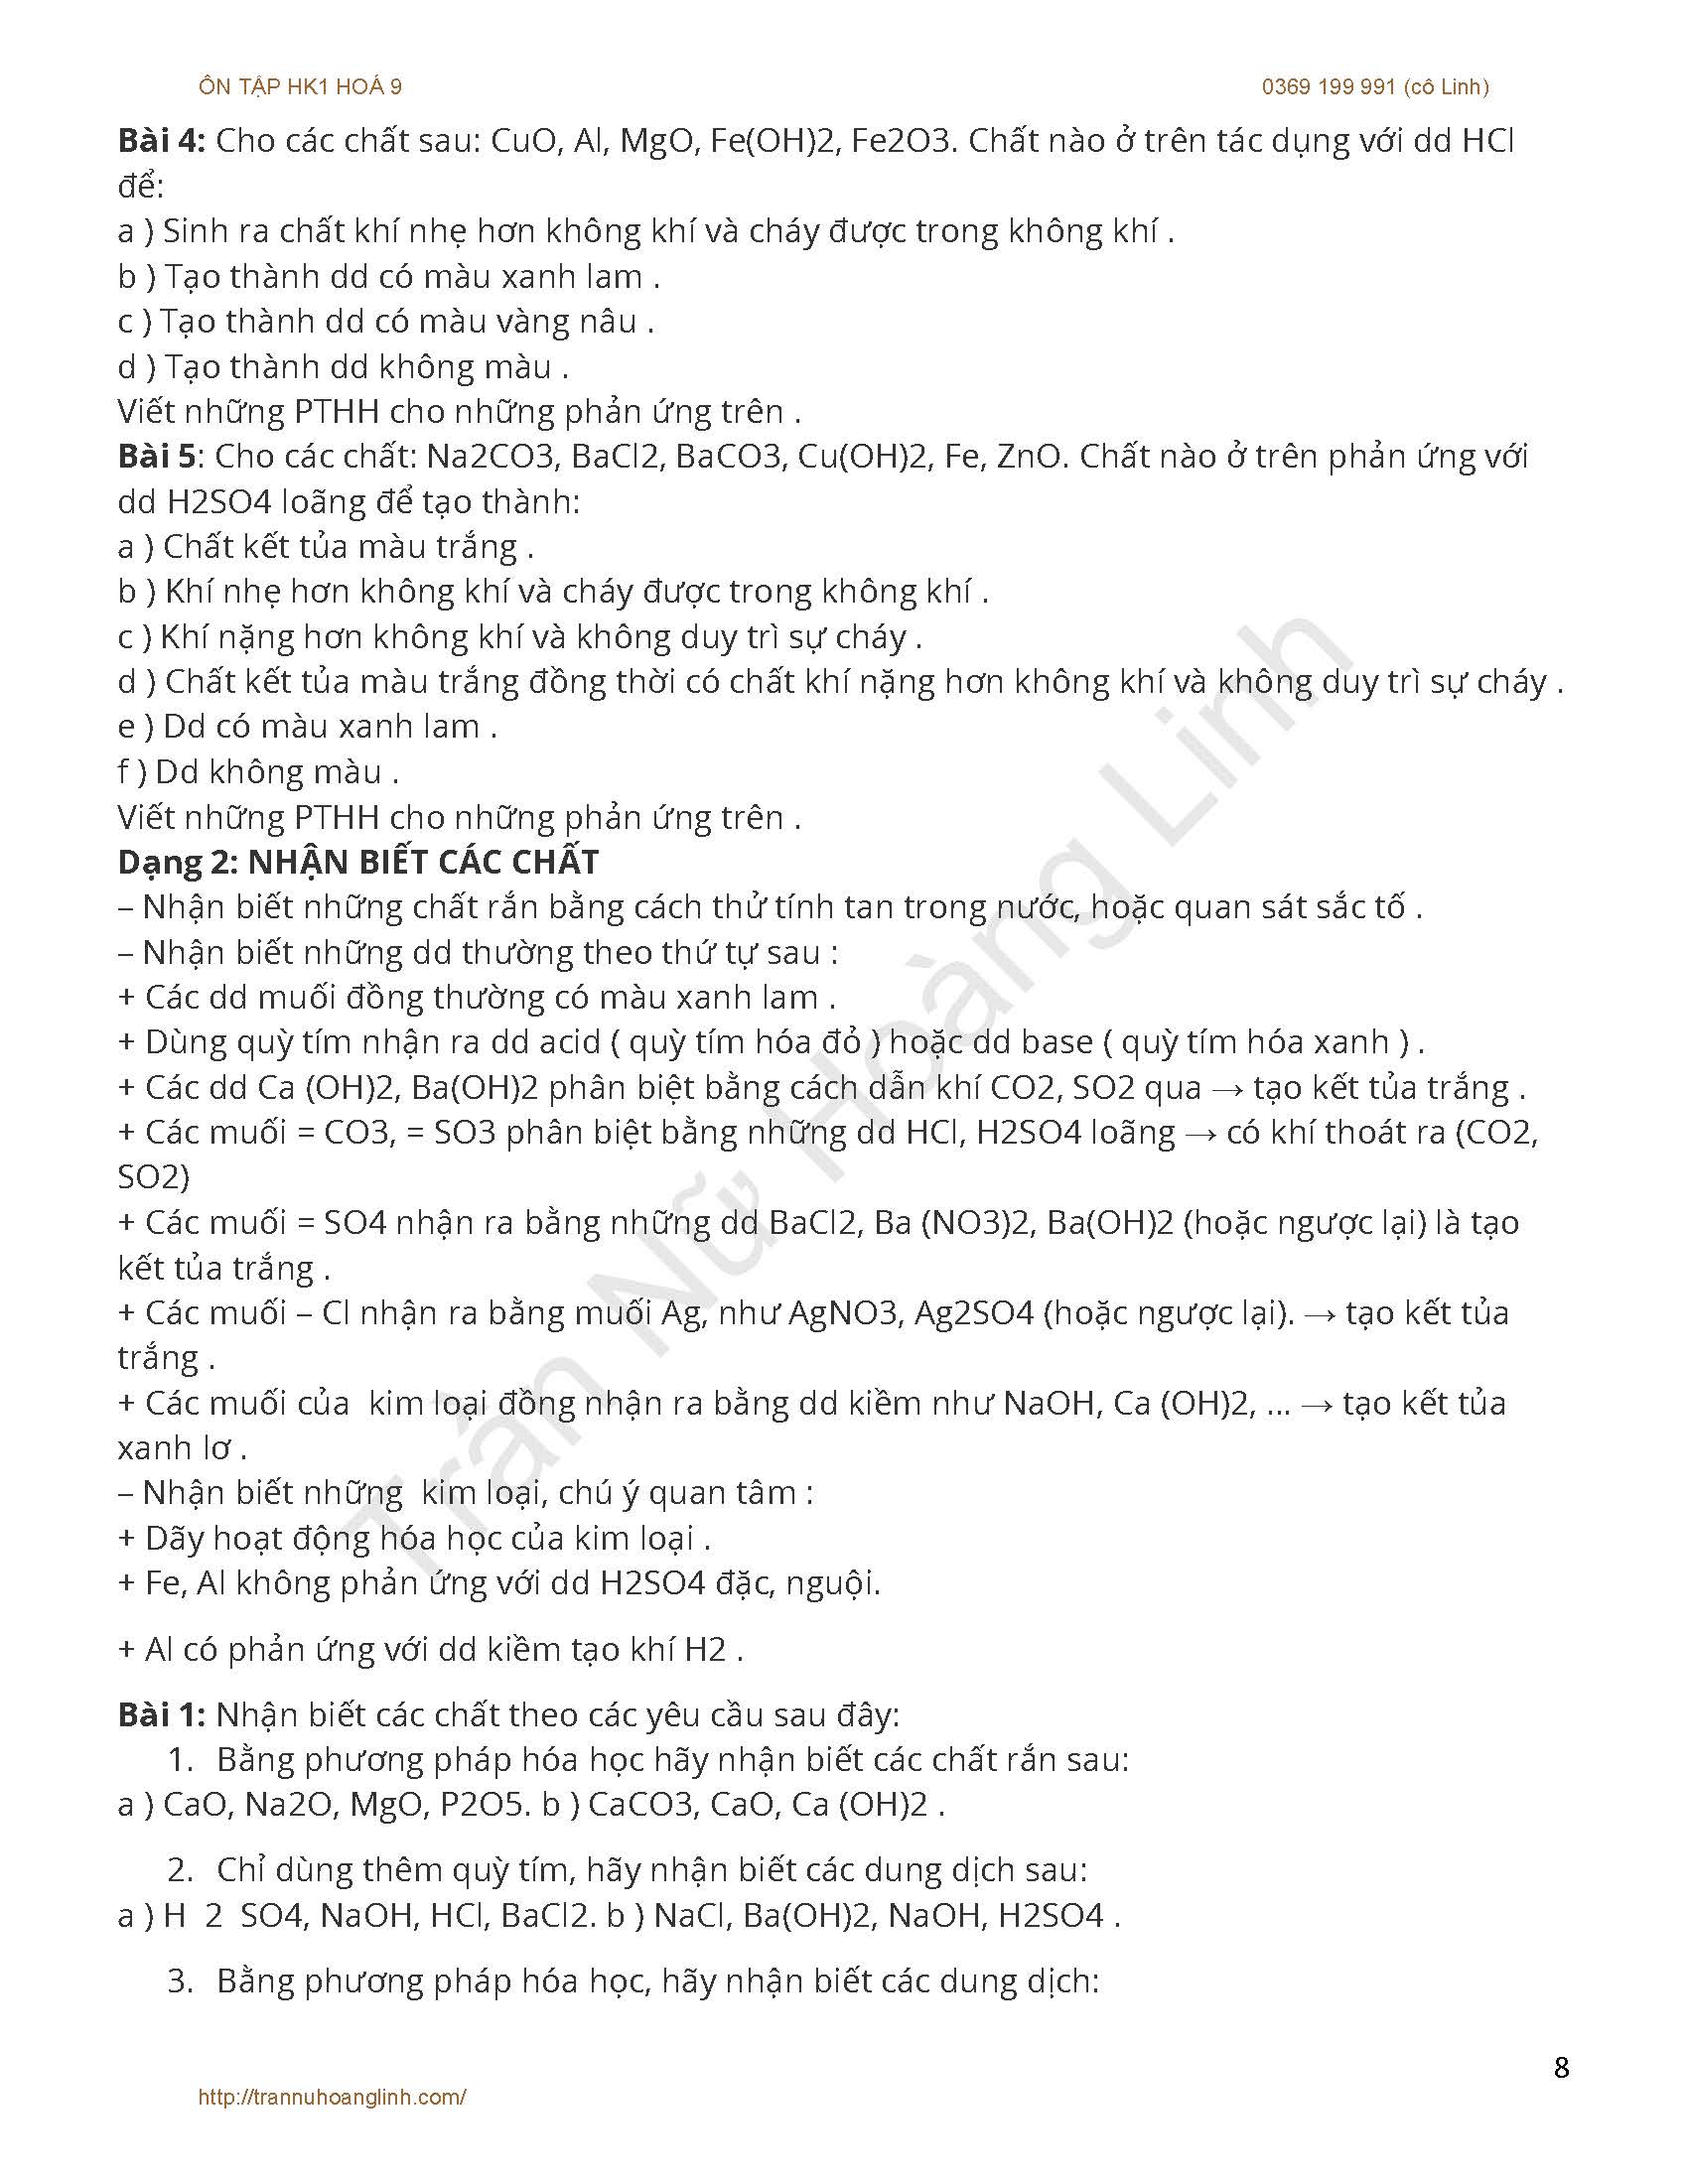 ÔN TẬP HK1 HOÁ 9
0369 199 991 (cô Linh)
Bài 4: Cho các chất sau: CuO, Al, MgO, Fe(OH)2, Fe2O3. Chất nào ở trên tác dụng với dd HCl
để:
a ) Sinh ra chất khí nhẹ hơn không khí và cháy được trong không khí .
b ) Tạo thành dd có màu xanh lam .
c ) Tạo thành dd có màu vàng nâu .
d ) Tạo thành dd không màu .
Viết những PTHH cho những phản ứng trên .
Bài 5: Cho các chất: Na2CO3, BaCl2, BaCO3, Cu(OH)2, Fe, ZnO. Chất nào ở trên phản ứng với
dd H2SO4 loãng để tạo thành:
a ) Chất kết tủa màu trắng .
b ) Khí nhẹ hơn không khí và cháy được trong không khí .
c ) Khí nặng hơn không khí và không duy trì sự cháy .
d ) Chất kết tủa màu trắng đồng thời có chất khí nặng hơn không khí và không duy trì sự cháy .
e ) Dd có màu xanh lam .
f ) Dd không màu .
Viết những PTHH cho những phản ứng trên .
Dạng 2: NHẬN BIẾT CÁC CHẤT
– Nhận biết những chất rắn bằng cách thử tính tan trong nước, hoặc quan sát sắc tố .
– Nhận biết những dd thường theo thứ tự sau :
+ Các dd muối đồng thường có màu xanh lam .
+ Dùng quỳ tím nhận ra dd acid ( quỳ tím hóa đỏ ) hoặc dd base ( quỳ tím hóa xanh ) .
+ Các dd Ca (OH)2, Ba(OH)2 phân biệt bằng cách dẫn khí CO2, SO2 qua → tạo kết tủa trắng .
+ Các muối = CO3, = SO3 phân biệt bằng những dd HCl, H2SO4 loãng → có khí thoát ra (CO2,
SO2)
+ Các muối = SO4 nhận ra bằng những dd BaCl2, Ba (NO3)2, Ba(OH)2 (hoặc ngược lại) là tạo
kết tủa trắng .
+ Các muối – Cl nhận ra bằng muối Ag, như AgNO3, Ag2SO4 (hoặc ngược lại). → tạo kết tủa
trắng .
+ Các muối của  kim loại đồng nhận ra bằng dd kiềm như NaOH, Ca (OH)2, … → tạo kết tủa
xanh lơ .
– Nhận biết những  kim loại, chú ý quan tâm :
+ Dãy hoạt động hóa học của kim loại .
+ Fe, Al không phản ứng với dd H2SO4 đặc, nguội.
+ Al có phản ứng với dd kiềm tạo khí H2 .
Bài 1: Nhận biết các chất theo các yêu cầu sau đây:
1. Bằng phương pháp hóa học hãy nhận biết các chất rắn sau:
a ) CaO, Na2O, MgO, P2O5. b ) CaCO3, CaO, Ca (OH)2 .
2. Chỉ dùng thêm quỳ tím, hãy nhận biết các dung dịch sau:
a ) H  2  SO4, NaOH, HCl, BaCl2. b ) NaCl, Ba(OH)2, NaOH, H2SO4 .
3. Bằng phương pháp hóa học, hãy nhận biết các dung dịch:
Trần Nữ Hoàng Linh
8
http://trannuhoanglinh.com/